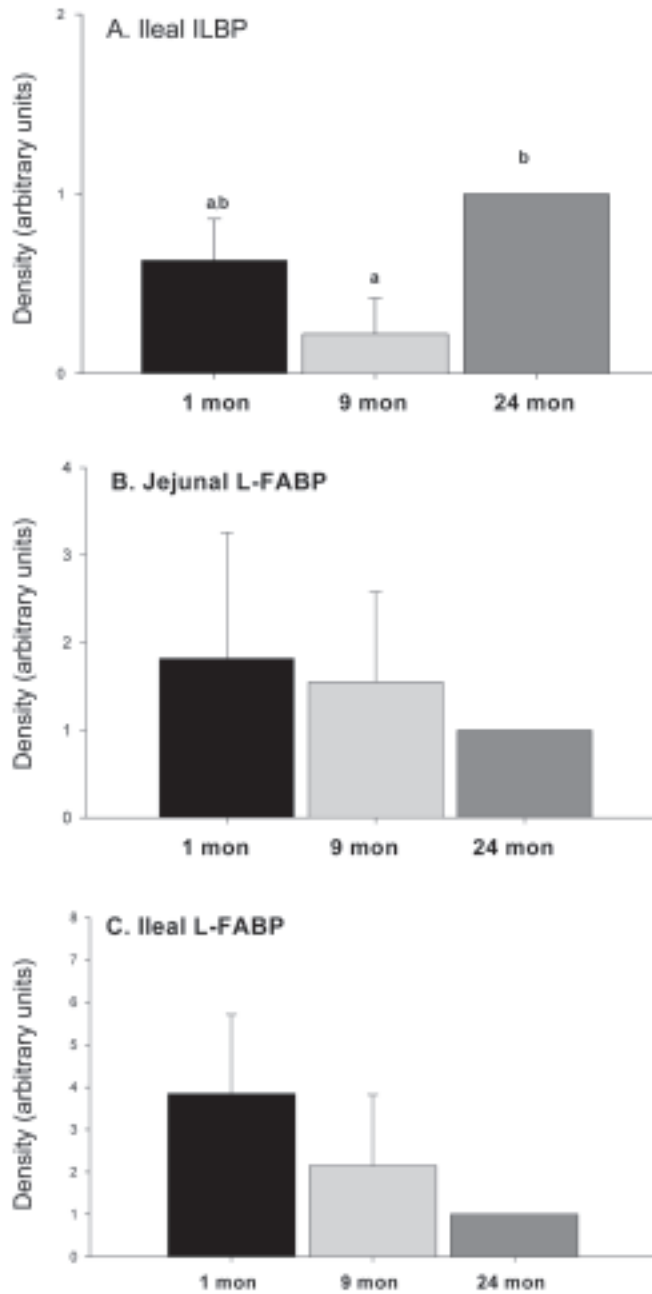 A. Ileal ILBP
Density (arbitrary units)
2
1
0
a,b
a
b
1 mon 9 mon 24 mon
B. Jejunal L-FABP
Density (arbitrary units)
4
3
2
1
0
1 mon 9 mon 24 mon
C. Ileal L-FABP
Density (arbitrary units)
8
7
6
5
4
3
2
1
0
1 mon 9 mon 24 mon